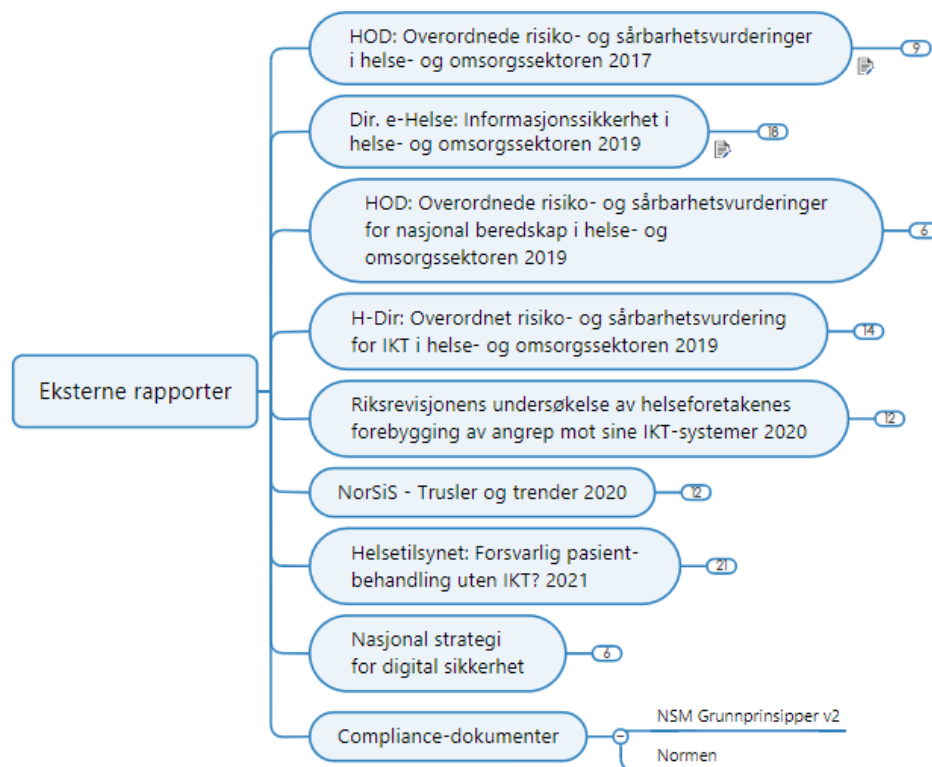 HOD: Overordnede risiko- og sårbarhetsvurderinger
i helse- og omsorgssektoren 2017
9
Dir. e-Helse: Informasjonssikkerhet i
helse- og omsorgssektoren 2019
18
HOD: Overordnede risiko- og sårbarhetsvurderinger
for nasjonal beredskap i helse- og
omsorgssektoren 2019
6
H-Dir: Overordnet risiko- og sårbarhetsvurdering
for IKT i helse- og omsorgssektoren 2019
14
Eksterne rapporter
Riksrevisjonens undersøkelse av helseforetakenes
forebygging av angrep mot sine IKT-systemer 2020
12
NorSiS - Trusler og trender 2020
12
Helsetilsynet: Forsvarlig pasient-
behandling uten IKT? 2021
21
Nasjonal strategi
for digital sikkerhet
6
Compliance-dokumenter
NSM Grunnprinsipper v2
Normen